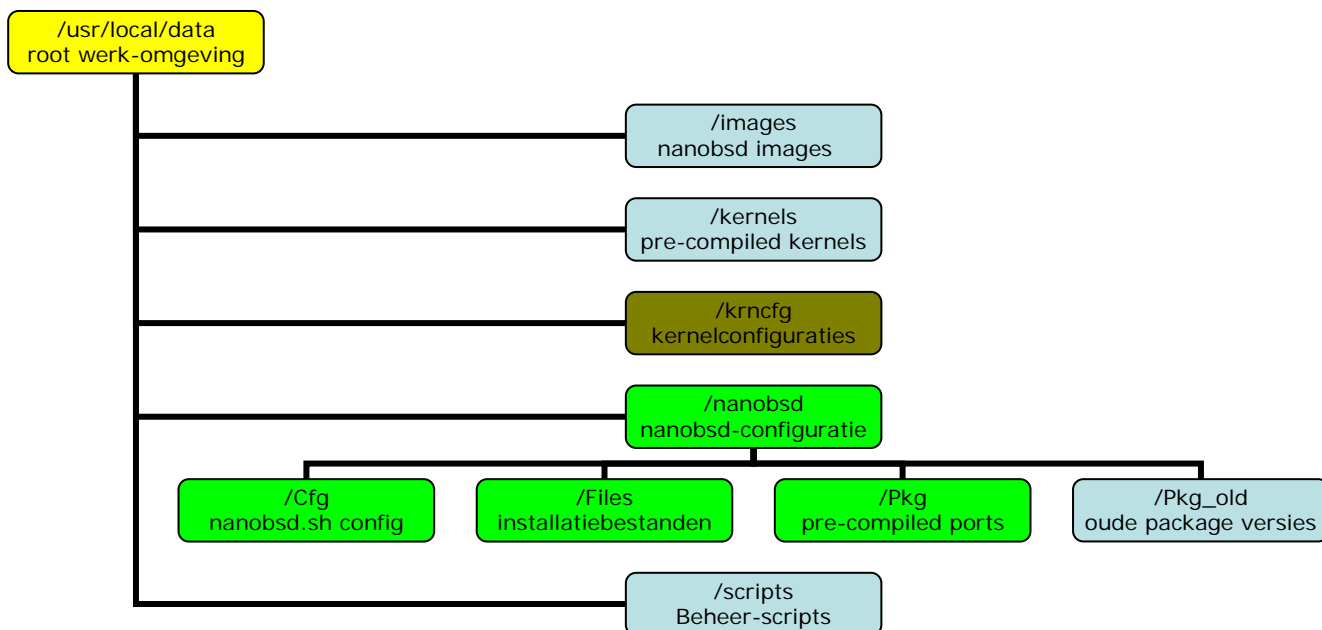 /usr/local/data
root werk-omgeving
/images
nanobsd images
/kernels
pre-compiled kernels
/krncfg
kernelconfiguraties
/nanobsd
nanobsd-configuratie
/Cfg
nanobsd.sh config
/Files
installatiebestanden
/Pkg
pre-compiled ports
/Pkg_old
oude package versies
/scripts
Beheer-scripts